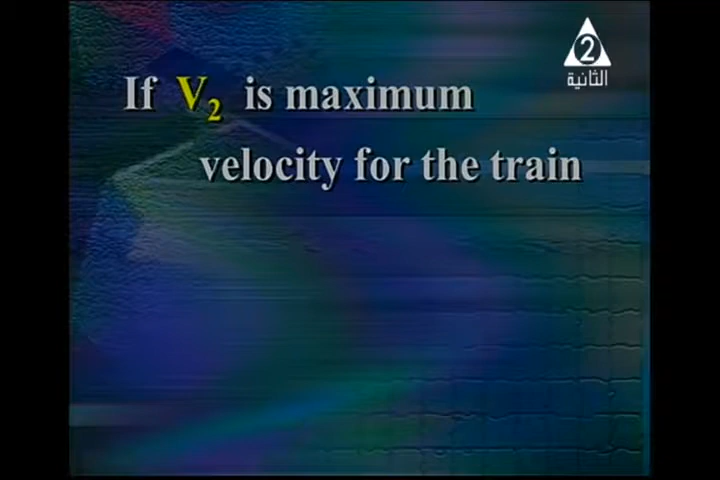 2
الثانية
If V₂ is maximum
velocity for the train